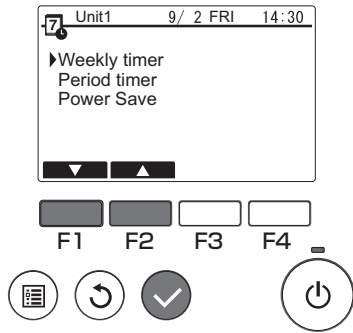 7 Unit1 9/ 2 FRI 14:30
Weekly timer
Period timer
Power Save
F1 F2 F3 F4